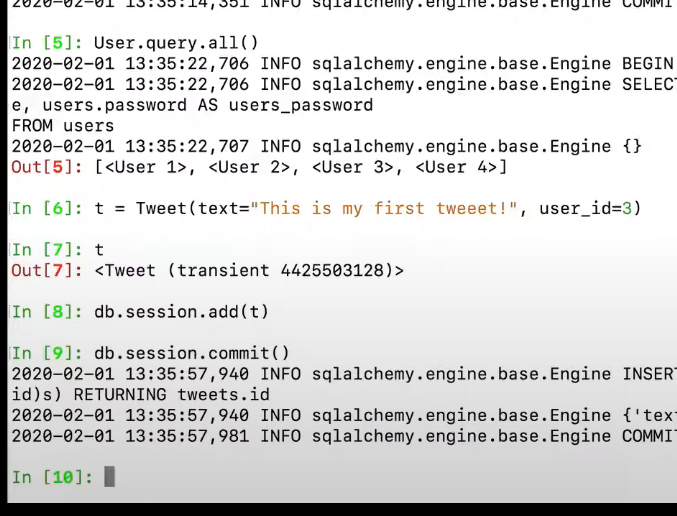 2020-02-01 13:35:14,351 INFO sqlalchemy.engine.base.Engine COMMIT
In [5]: User.query.all()
2020-02-01 13:35:22,706 INFO sqlalchemy.engine.base.Engine BEGIN
2020-02-01 13:35:22,706 INFO sqlalchemy.engine.base.Engine SELECT
e, users.password AS users_password
FROM users
2020-02-01 13:35:22,707 INFO sqlalchemy.engine.base.Engine {}
Out[5]: [<User 1>, <User 2>, <User 3>, <User 4>]
In [6]: t = Tweet(text="This is my first tweeet!", user_id=3)
In [7]: t
Out[7]: <Tweet (transient 4425503128)>
In [8]: db.session.add(t)
In [9]: db.session.commit()
2020-02-01 13:35:57,940 INFO sqlalchemy.engine.base.Engine INSERT
id)s) RETURNING tweets.id
2020-02-01 13:35:57,940 INFO sqlalchemy.engine.base.Engine {'text
2020-02-01 13:35:57,981 INFO sqlalchemy.engine.base.Engine COMMIT
In [10]: